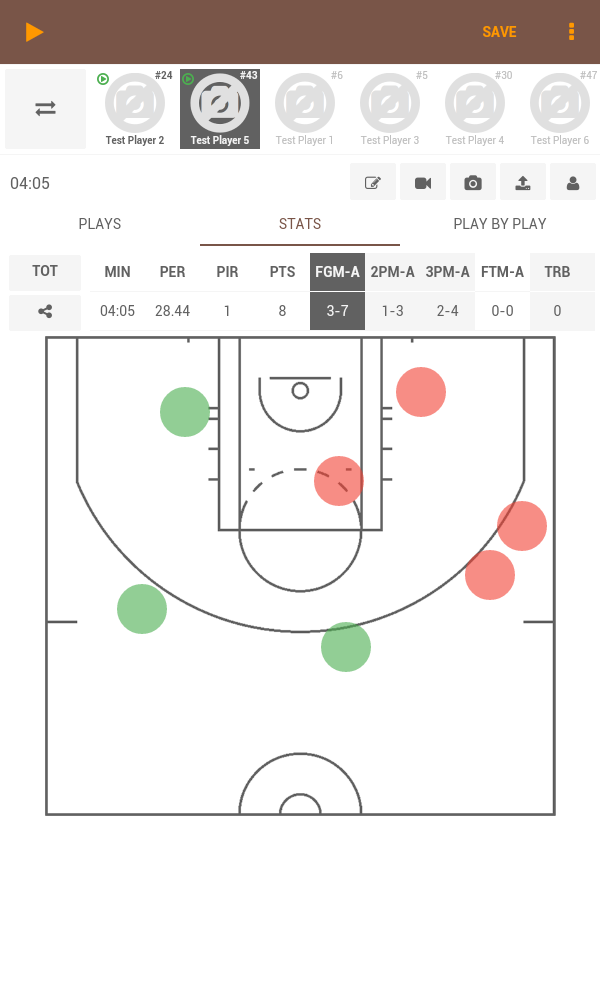 SAVE
#24 #43 #6 #5 #30 #47
Test Player 2 Test Player 5 Test Player 1 Test Player 3 Test Player 4 Test Player 6
04:05
PLAYS STATS PLAY BY PLAY
TOT MIN PER PIR PTS FGM-A 2PM-A 3PM-A FTM-A TRB
04:05 28.44 1 8 3-7 1-3 2-4 0-0 0